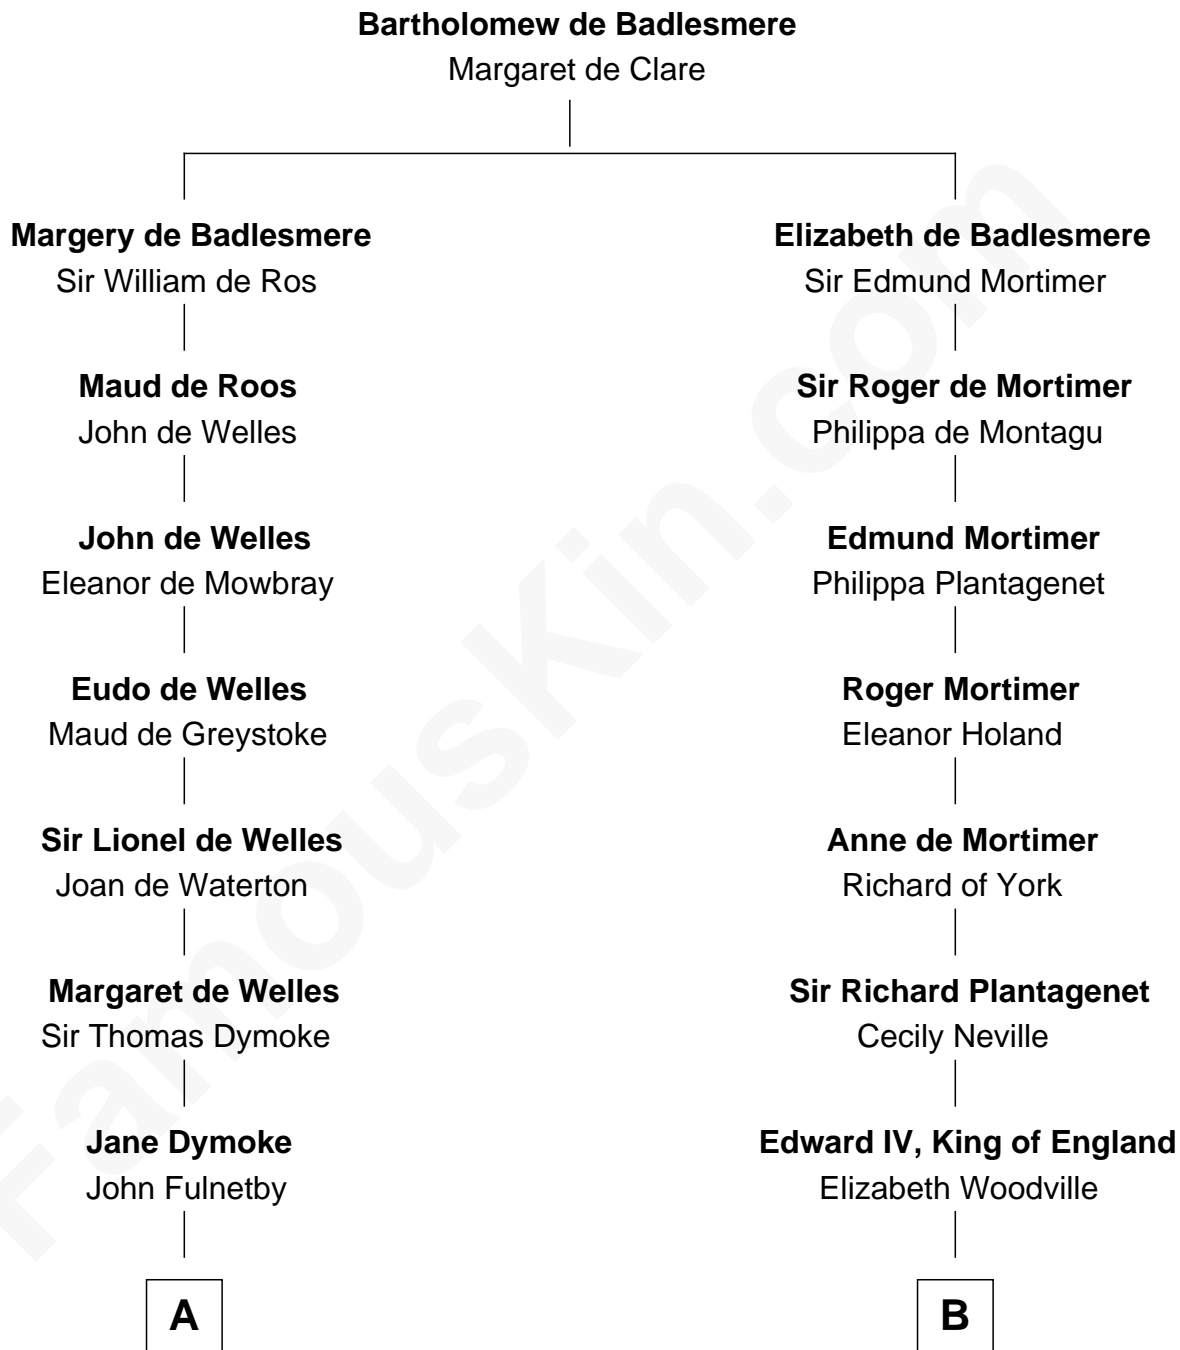 Bartholomew de Badlesmere
Margaret de Clare
Margery de Badlesmere
Sir William de Ros
Elizabeth de Badlesmere
Sir Edmund Mortimer
Maud de Roos
John de Welles
Sir Roger de Mortimer
Philippa de Montagu
John de Welles
Eleanor de Mowbray
Edmund Mortimer
Philippa Plantagenet
Eudo de Welles
Maud de Greystoke
Roger Mortimer
Eleanor Holand
Sir Lionel de Welles
Joan de Waterton
Anne de Mortimer
Richard of York
Margaret de Welles
Sir Thomas Dymoke
Sir Richard Plantagenet
Cecily Neville
Jane Dymoke
John Fulnetby
Edward IV, King of England
Elizabeth Woodville
A
B
FamousKin.com